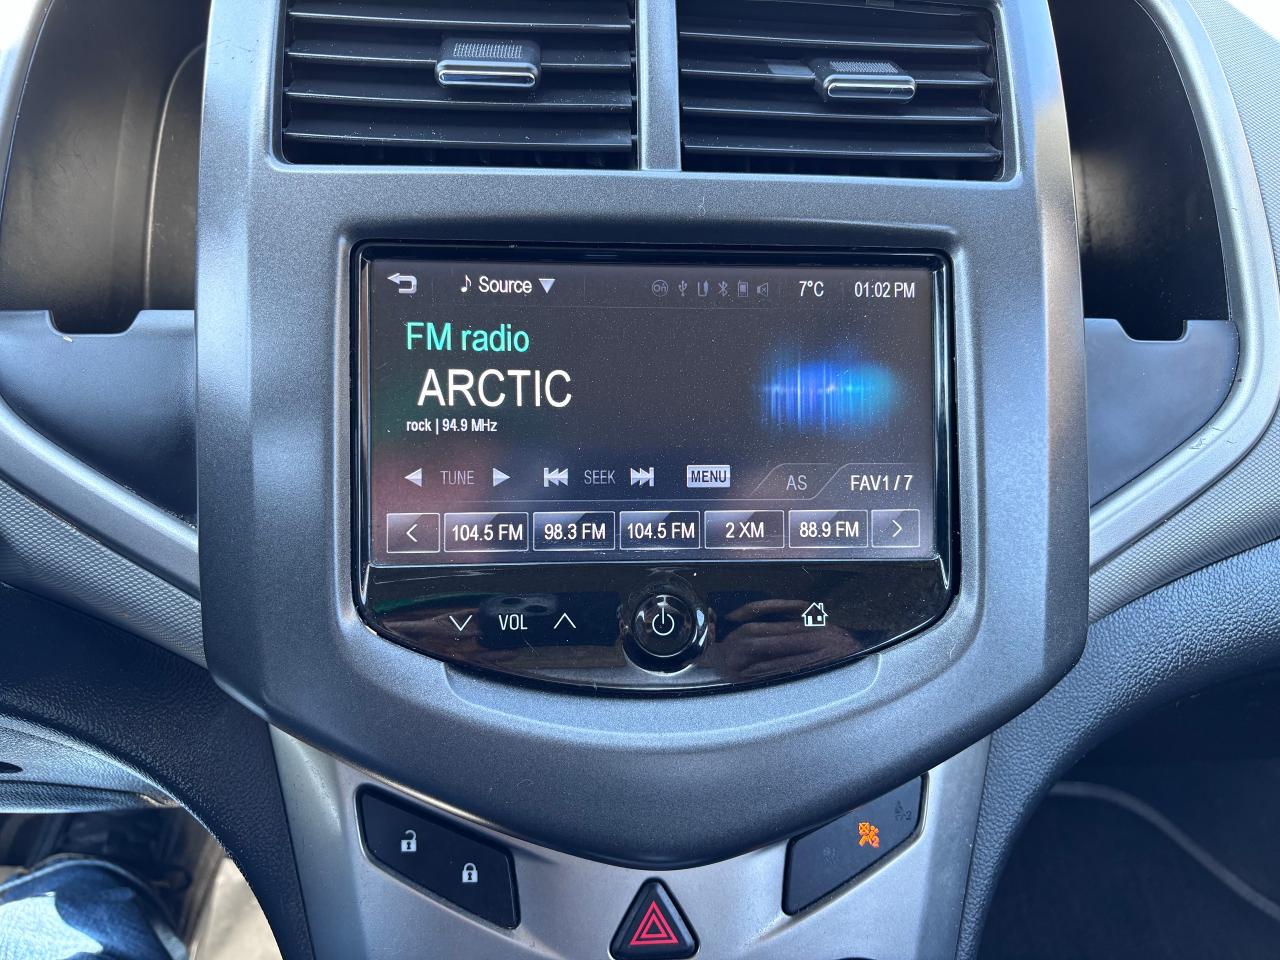 Source 7°C 01:02 PM
FM radio
ARCTIC
rock | 94.9 MHz
TUNE SEEK MENU AS FAV1 / 7
104.5 FM 98.3 FM 104.5 FM 2 XM 88.9 FM
VOL
2